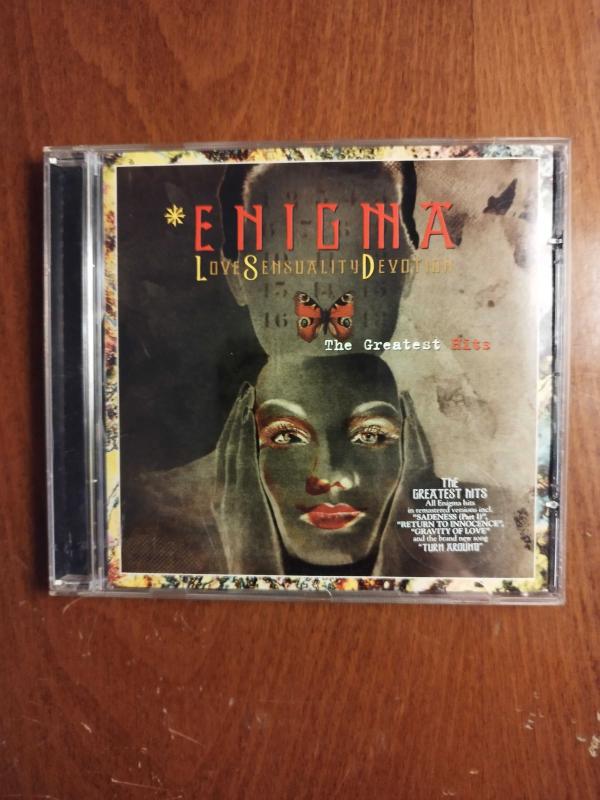 *ENIGMA
LoveSensualityDevotion
The Greatest Hits
THE
GREATEST HITS
All Enigma hits
in remastered versions incl.
"SADENESS (Part I)",
"RETURN TO INNOCENCE",
"GRAVITY OF LOVE"
and the brand new song
"TURN AROUND"